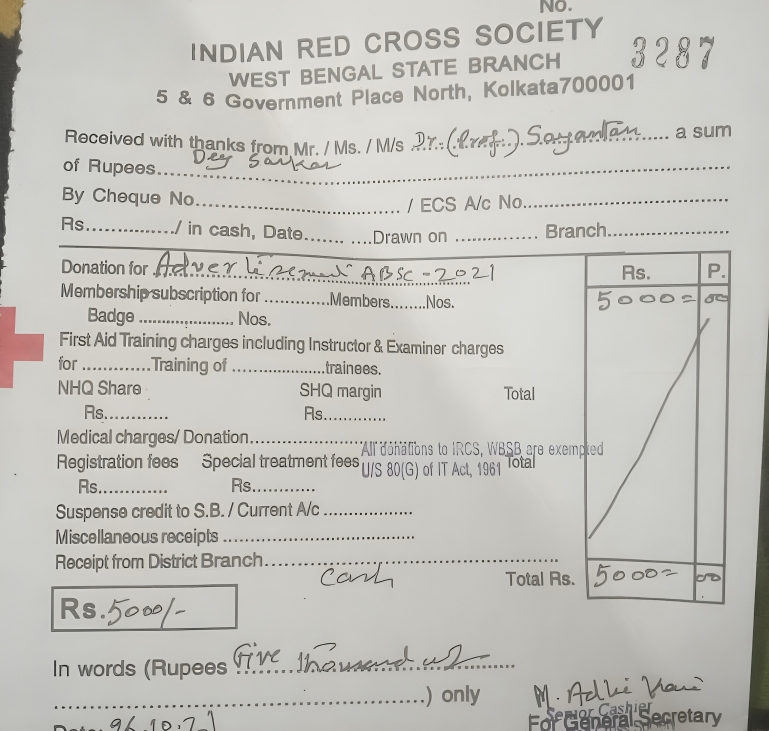 No.
INDIAN RED CROSS SOCIETY
3287
WEST BENGAL STATE BRANCH
5 & 6 Government Place North, Kolkata700001
Received with thanks from Mr. / Ms. / M/s Dr. (Prof.) Sayantan a sum
of Rupees Dey Sarkar
By Cheque No. / ECS A/c No.
Rs. / in cash, Date Drawn on Branch
Donation for Advertisement ABSC - 2021 Rs. P.
Membership subscription for Members Nos. 5000= 00
Badge Nos.
First Aid Training charges including Instructor & Examiner charges
for Training of trainees.
NHQ Share SHQ margin Total
Rs. Rs.
Medical charges/ Donation
All donations to IRCS, WBSB are exempted
Registration fees Special treatment fees Total
U/S 80(G) of IT Act, 1961
Rs. Rs.
Suspense credit to S.B. / Current A/c
Miscellaneous receipts
Receipt from District Branch
Cash Total Rs. 5000= 00
Rs. 5000/-
In words (Rupees Five Thousand
) only
M. Adhikari
Senior Cashier
For General Secretary